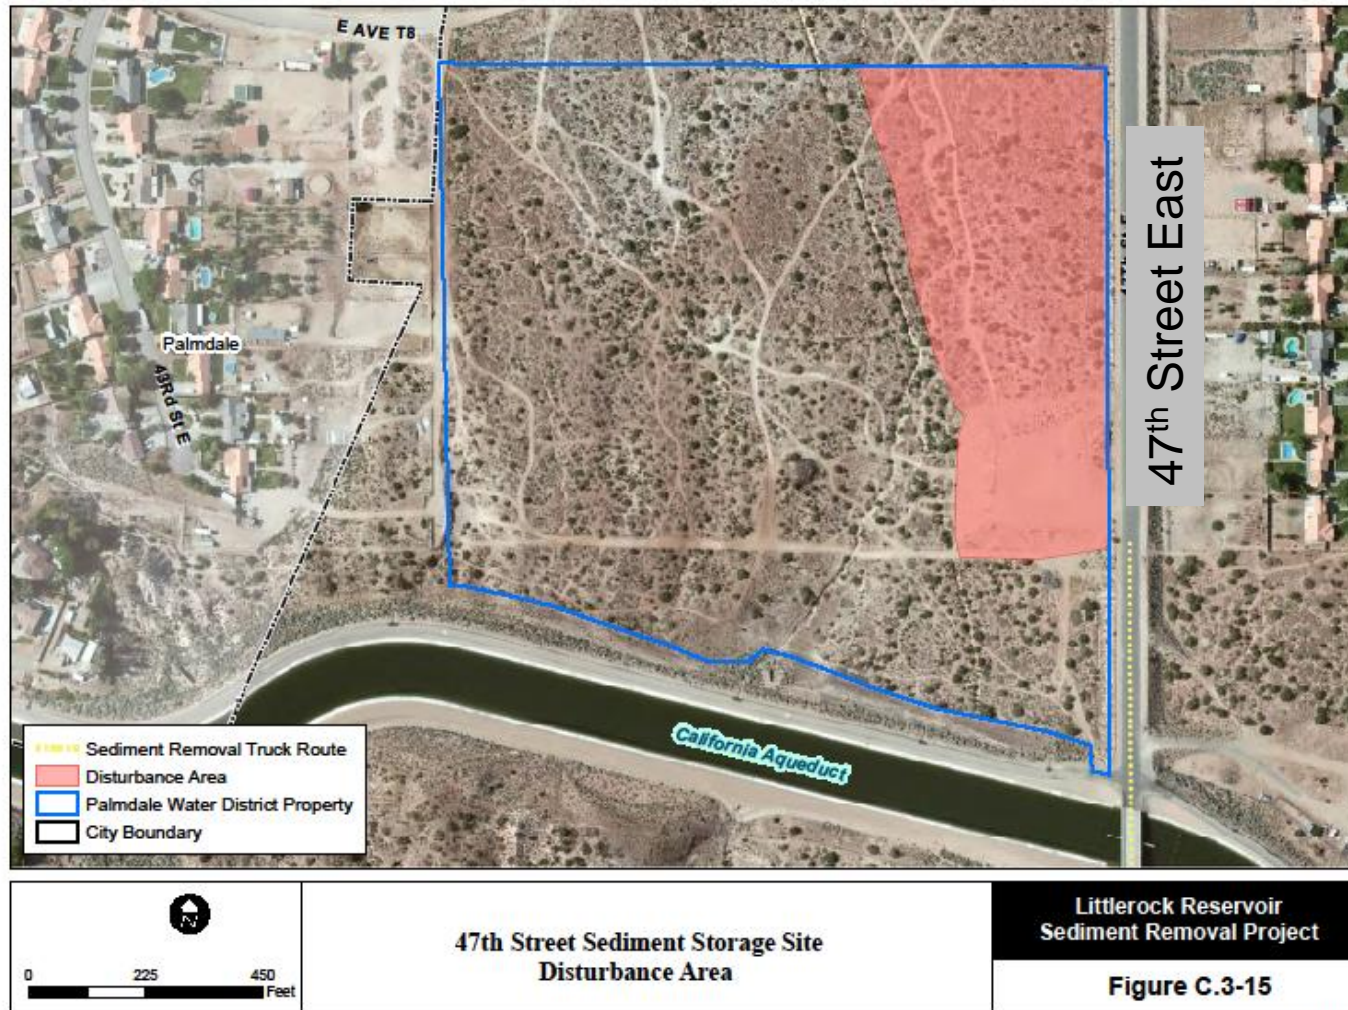 E AVE T8
47th Street East
Palmdale
43Rd St E
California Aqueduct
Sediment Removal Truck Route
Disturbance Area
Palmdale Water District Property
City Boundary
N
0 225 450
Feet
47th Street Sediment Storage Site
Disturbance Area
Littlerock Reservoir
Sediment Removal Project
Figure C.3-15